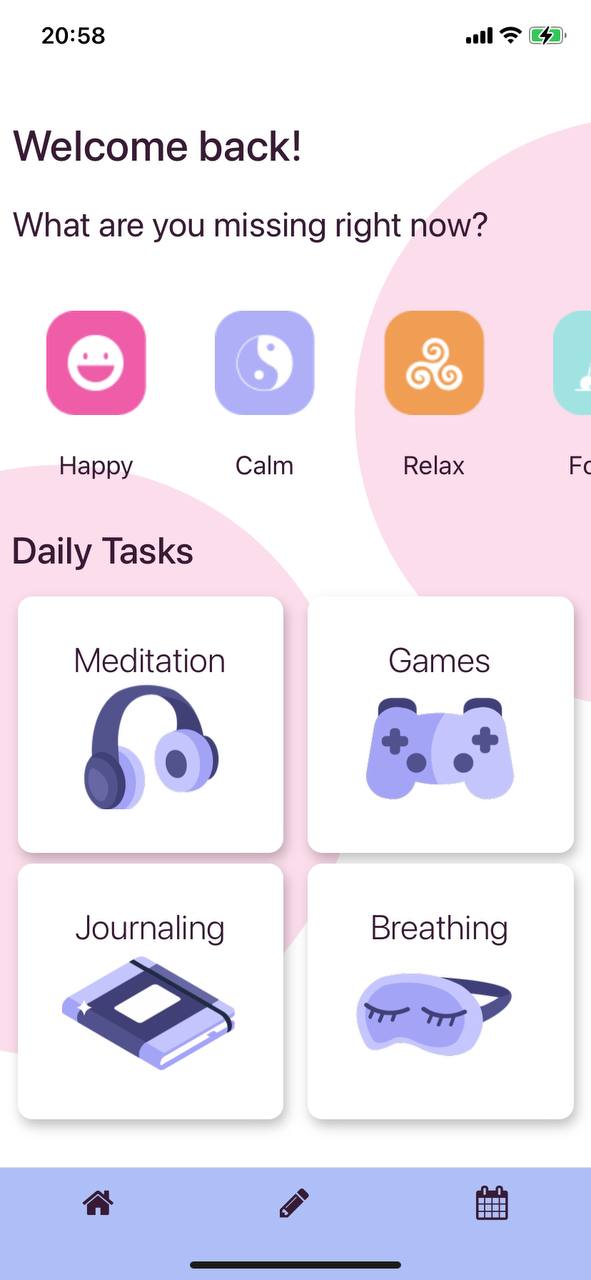 20:58
Welcome back!
What are you missing right now?
Happy Calm Relax Fo
Daily Tasks
Meditation Games
Journaling Breathing